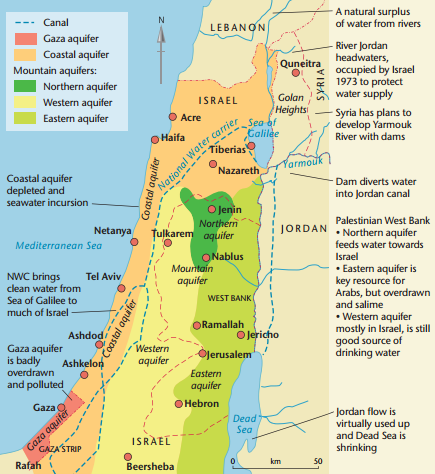 Canal
Gaza aquifer
Coastal aquifer
Mountain aquifers:
Northern aquifer
Western aquifer
Eastern aquifer
N
LEBANON
A natural surplus
of water from rivers
River Jordan
headwaters,
occupied by Israel
1973 to protect
water supply
Quneitra
SYRIA
Golan
Heights
ISRAEL
Acre
Haifa
National Water carrier
Sea of
Galilee
Tiberias
Nazareth
Syria has plans to
develop Yarmouk
River with dams
Yarmouk
Dam diverts water
into Jordan canal
Coastal aquifer
Coastal aquifer
depleted and
seawater incursion
Jenin
Northern
aquifer
Netanya
Tulkarem
Mediterranean Sea
JORDAN
Nablus
Mountain
aquifer
Palestinian West Bank
• Northern aquifer
feeds water towards
Israel
• Eastern aquifer is
key resource for
Arabs, but overdrawn
and salime
• Western aquifer
mostly in Israel, is still
good source of
drinking water
NWC brings
clean water from
Sea of Galilee to
much of Israel
Tel Aviv
WEST BANK
Coastal aquifer
Ramallah
Jericho
Ashdod
Jerusalem
Western
aquifer
Gaza aquifer
is badly
overdrawn
and polluted
Ashkelon
Eastern
aquifer
Hebron
Gaza
Gaza aquifer
GAZA STRIP
Dead
Sea
Jordan flow is
virtually used up
and Dead Sea is
shrinking
ISRAEL
Rafah
Beersheba
0 km 50